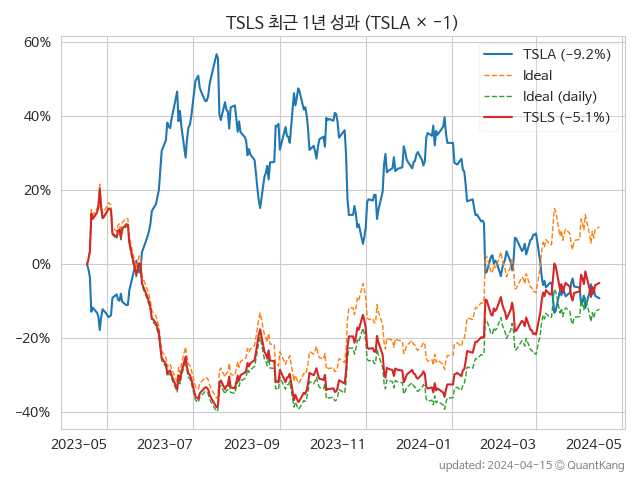 TSLS 최근 1년 성과 (TSLA × −1)
60%
40%
20%
0%
−20%
−40%
TSLA (−9.2%)
Ideal
Ideal (daily)
TSLS (−5.1%)
2023-05 2023-07 2023-09 2023-11 2024-01 2024-03 2024-05
updated: 2024-04-15 © QuantKang